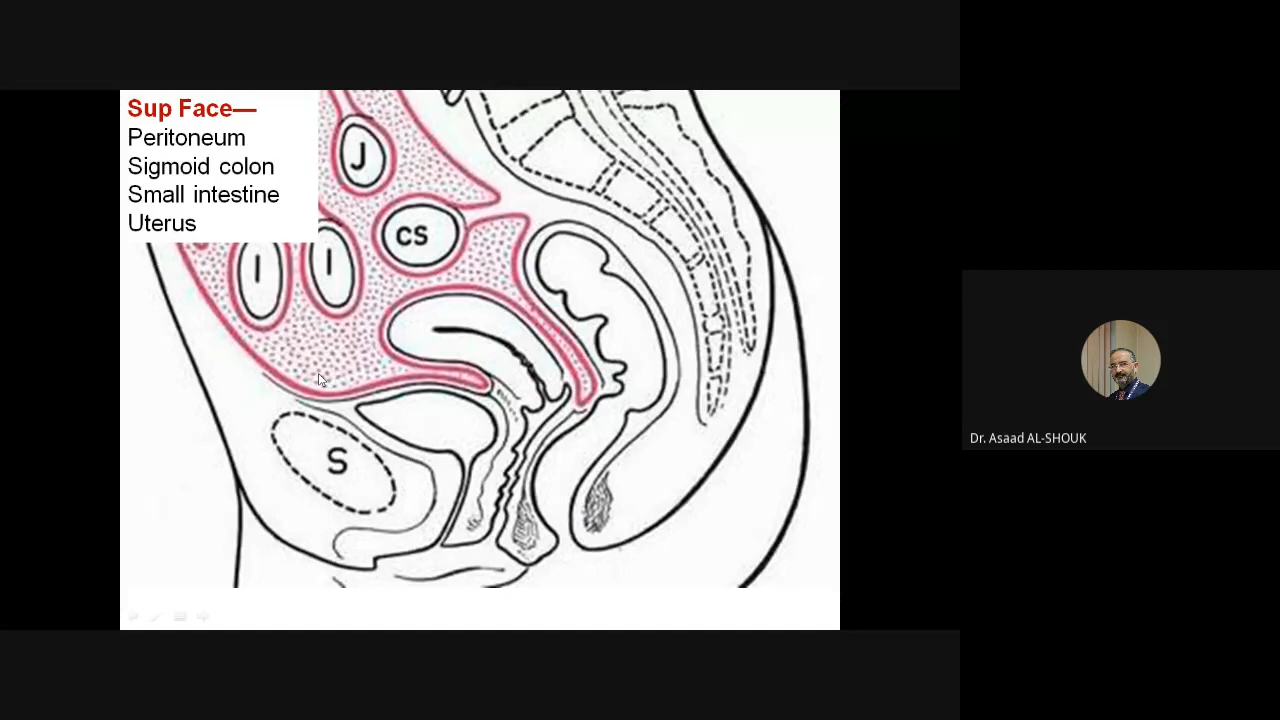 Sup Face—
Peritoneum
Sigmoid colon
Small intestine
Uterus
J
CS
I
I
S
Dr. Asaad AL-SHOUK